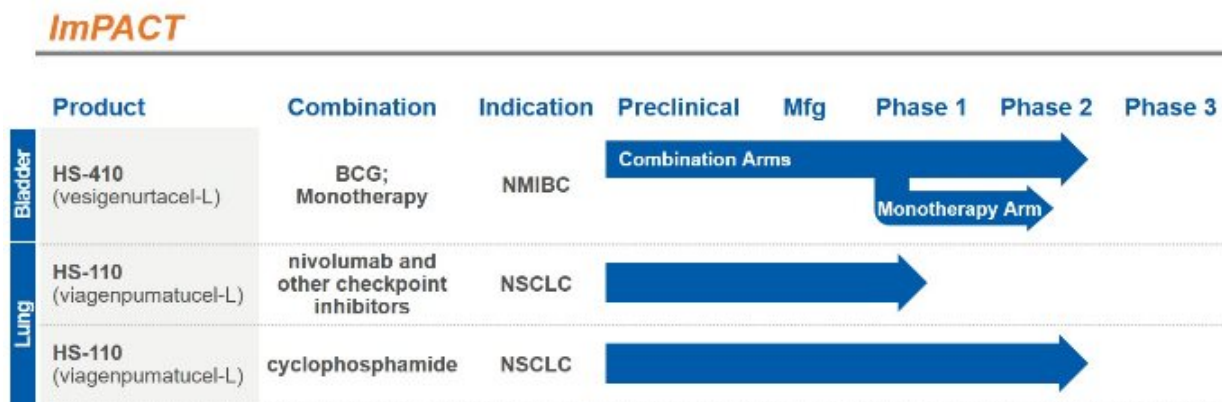 ImPACT
Product Combination Indication Preclinical Mfg Phase 1 Phase 2 Phase 3
Bladder
HS-410
(vesigenurtacel-L)
BCG;
Monotherapy
NMIBC
Combination Arms
Monotherapy Arm
Lung
HS-110
(viagenpumatucel-L)
nivolumab and
other checkpoint
inhibitors
NSCLC
HS-110
(viagenpumatucel-L)
cyclophosphamide
NSCLC